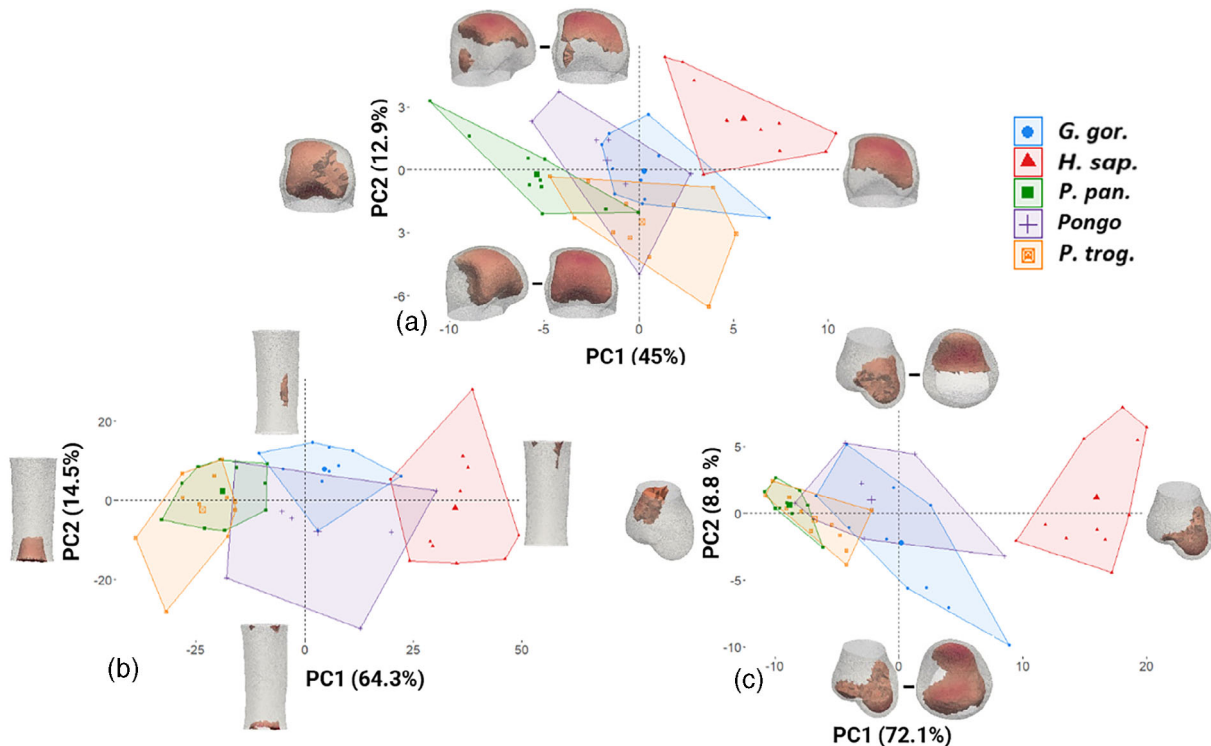 3
0
3
-6
PC2 (12.9%)
-10
-5
0
5
10
(a)
PC1 (45%)
G. gor.
H. sap.
P. pan.
Pongo
P. trog.
20
0
-20
PC2 (14.5%)
-25
0
25
50
(b)
PC1 (64.3%)
5
0
-5
-10
PC2 (8.8 %)
-10
0
10
20
(c)
PC1 (72.1%)